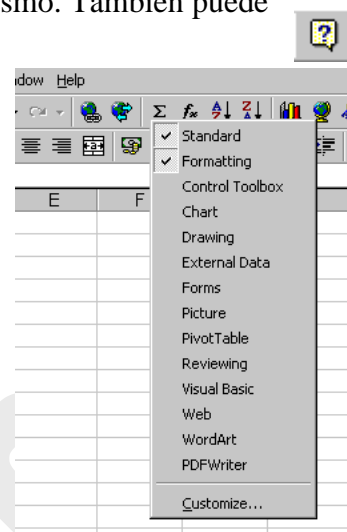 smo. También puede
dow Help
Σ fx A Z Z A
a
E F
Standard
Formatting
Control Toolbox
Chart
Drawing
External Data
Forms
Picture
PivotTable
Reviewing
Visual Basic
Web
WordArt
PDFWriter
Customize...